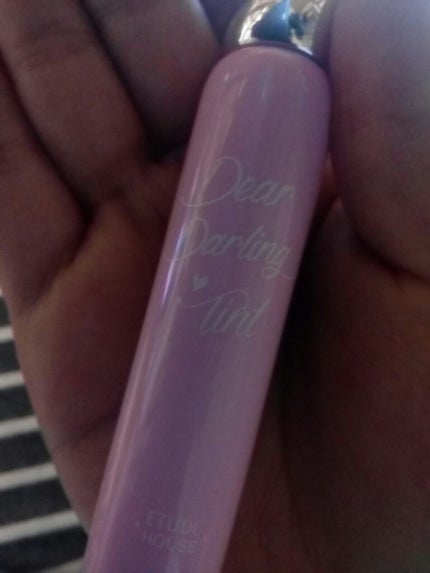 Dear
Darling
Tint
ETUDE
HOUSE